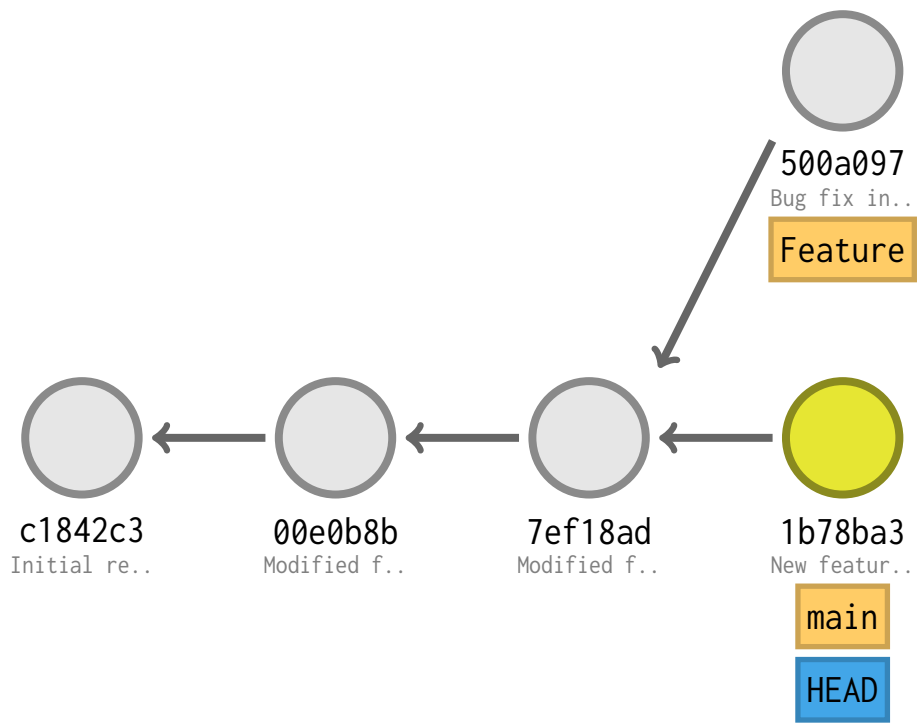 500a097
Bug fix in..
Feature
c1842c3
Initial re..
00e0b8b
Modified f..
7ef18ad
Modified f..
1b78ba3
New featur..
main
HEAD